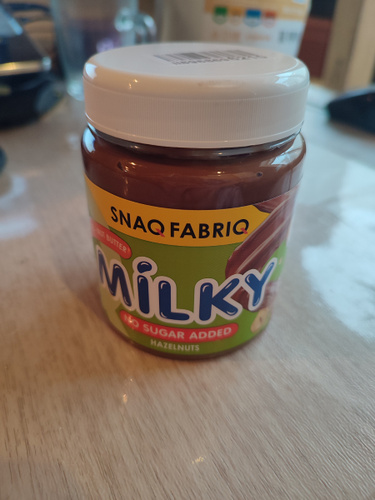 SNAQ FABRIQ
MILKY
NO SUGAR ADDED
HAZELNUTS